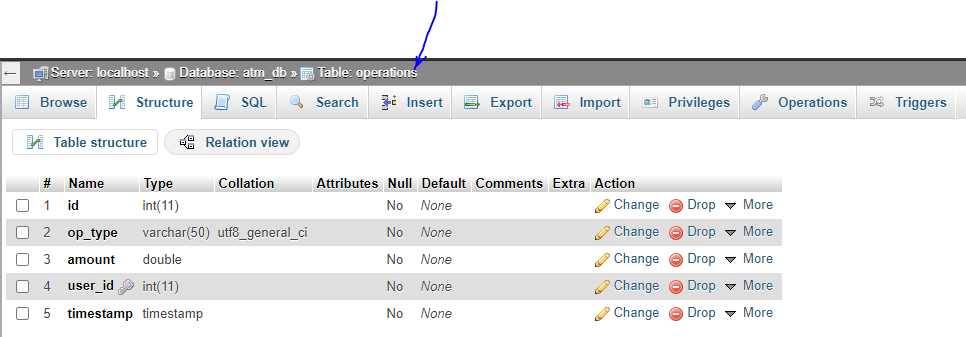 Server: localhost » Database: atm_db » Table: operations
Browse Structure SQL Search Insert Export Import Privileges Operations Triggers
Table structure Relation view
# Name Type Collation Attributes Null Default Comments Extra Action
1 id int(11) No None Change Drop More
2 op_type varchar(50) utf8_general_ci No None Change Drop More
3 amount double No None Change Drop More
4 user_id int(11) No None Change Drop More
5 timestamp timestamp No None Change Drop More